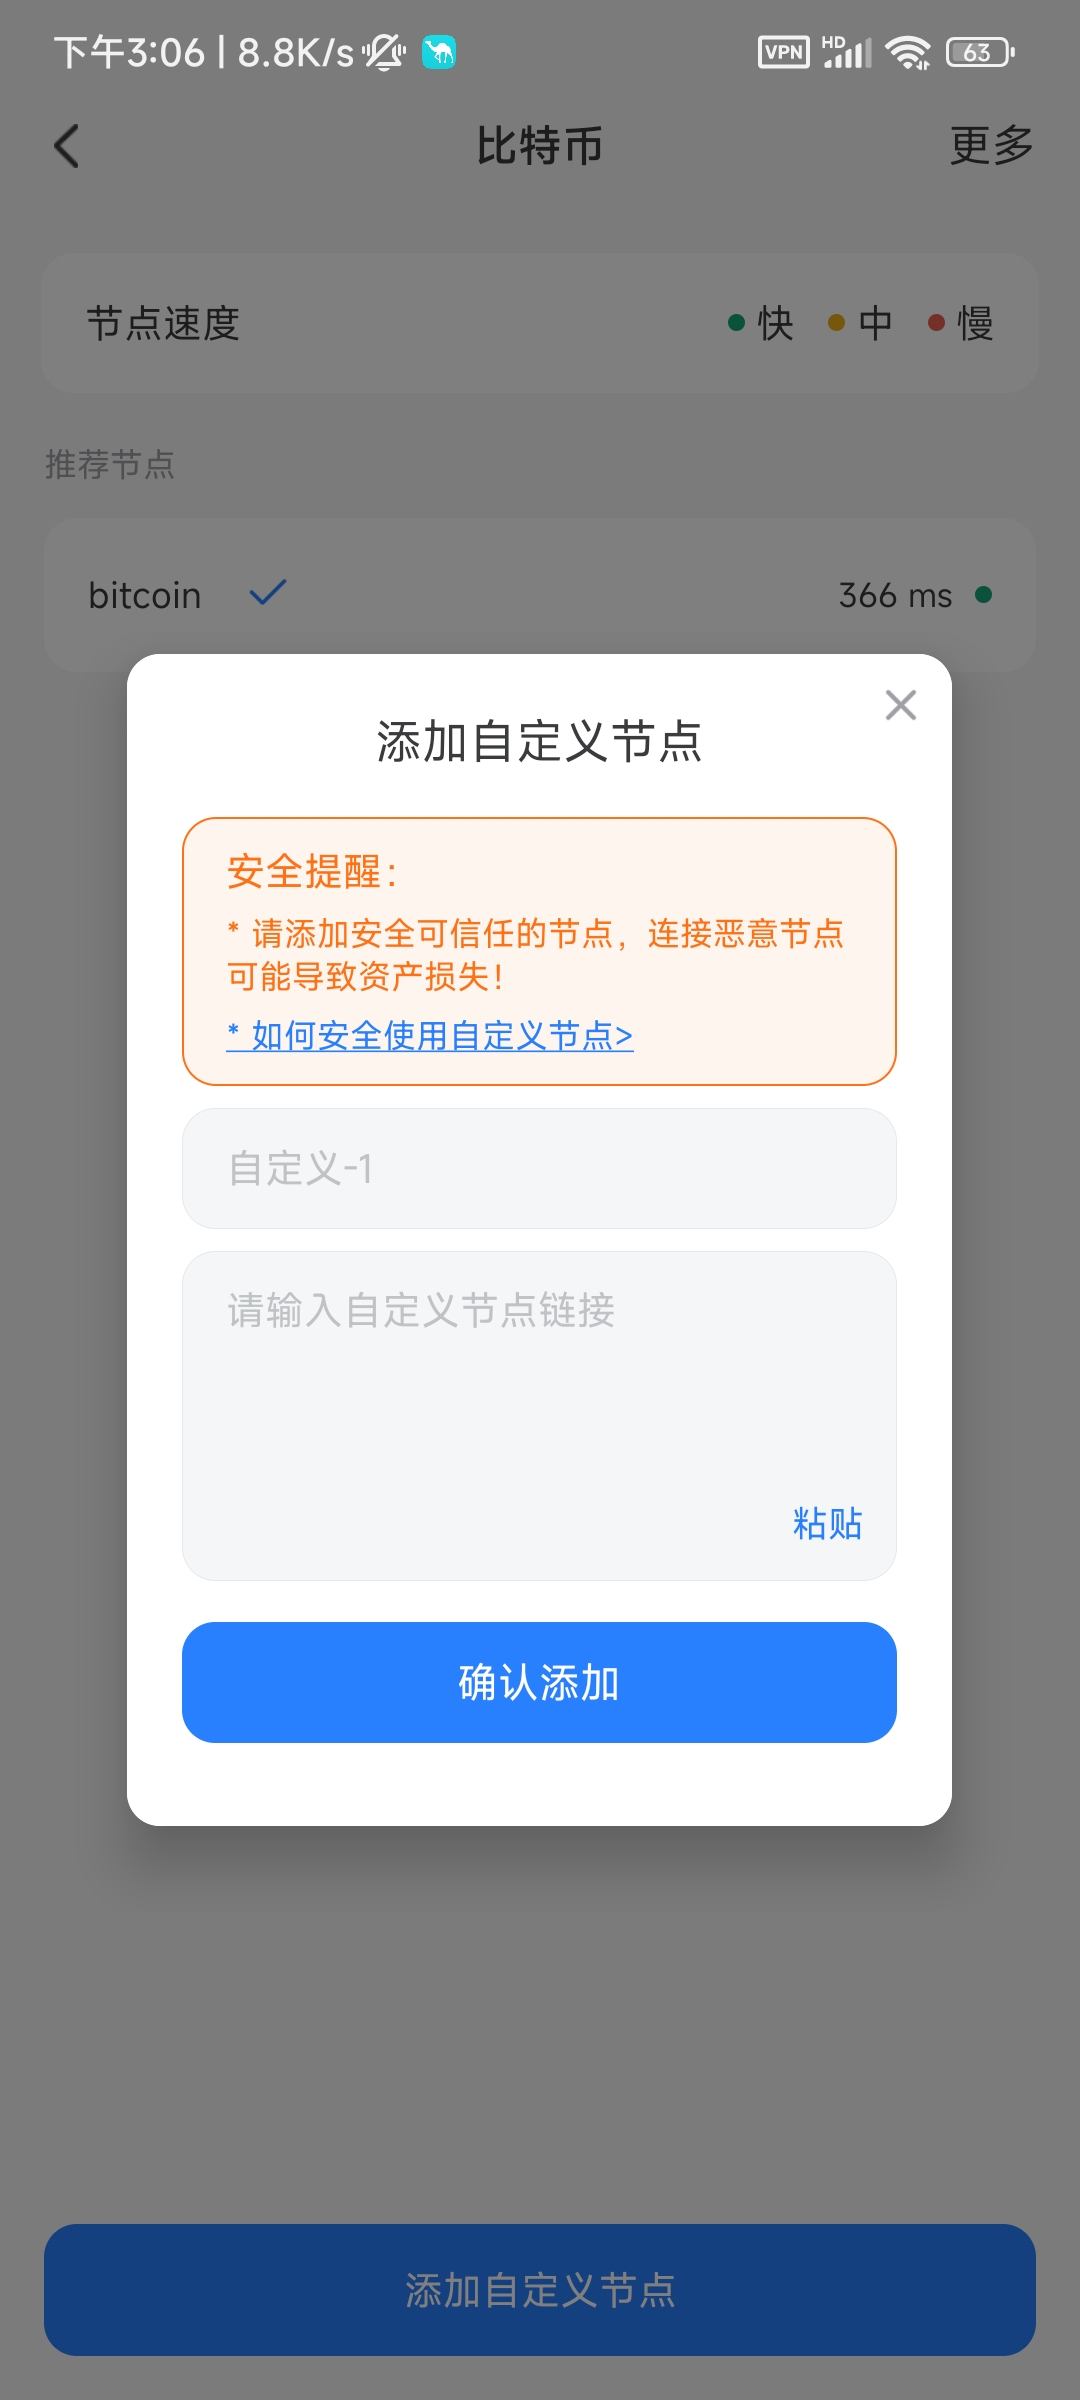 下午3:06 | 8.8K/s
VPN HD 63
比特币
更多
节点速度
快 中 慢
推荐节点
bitcoin
366 ms
添加自定义节点
安全提醒：
* 请添加安全可信任的节点，连接恶意节点
可能导致资产损失！
* 如何安全使用自定义节点>
自定义-1
请输入自定义节点链接
粘贴
确认添加
添加自定义节点